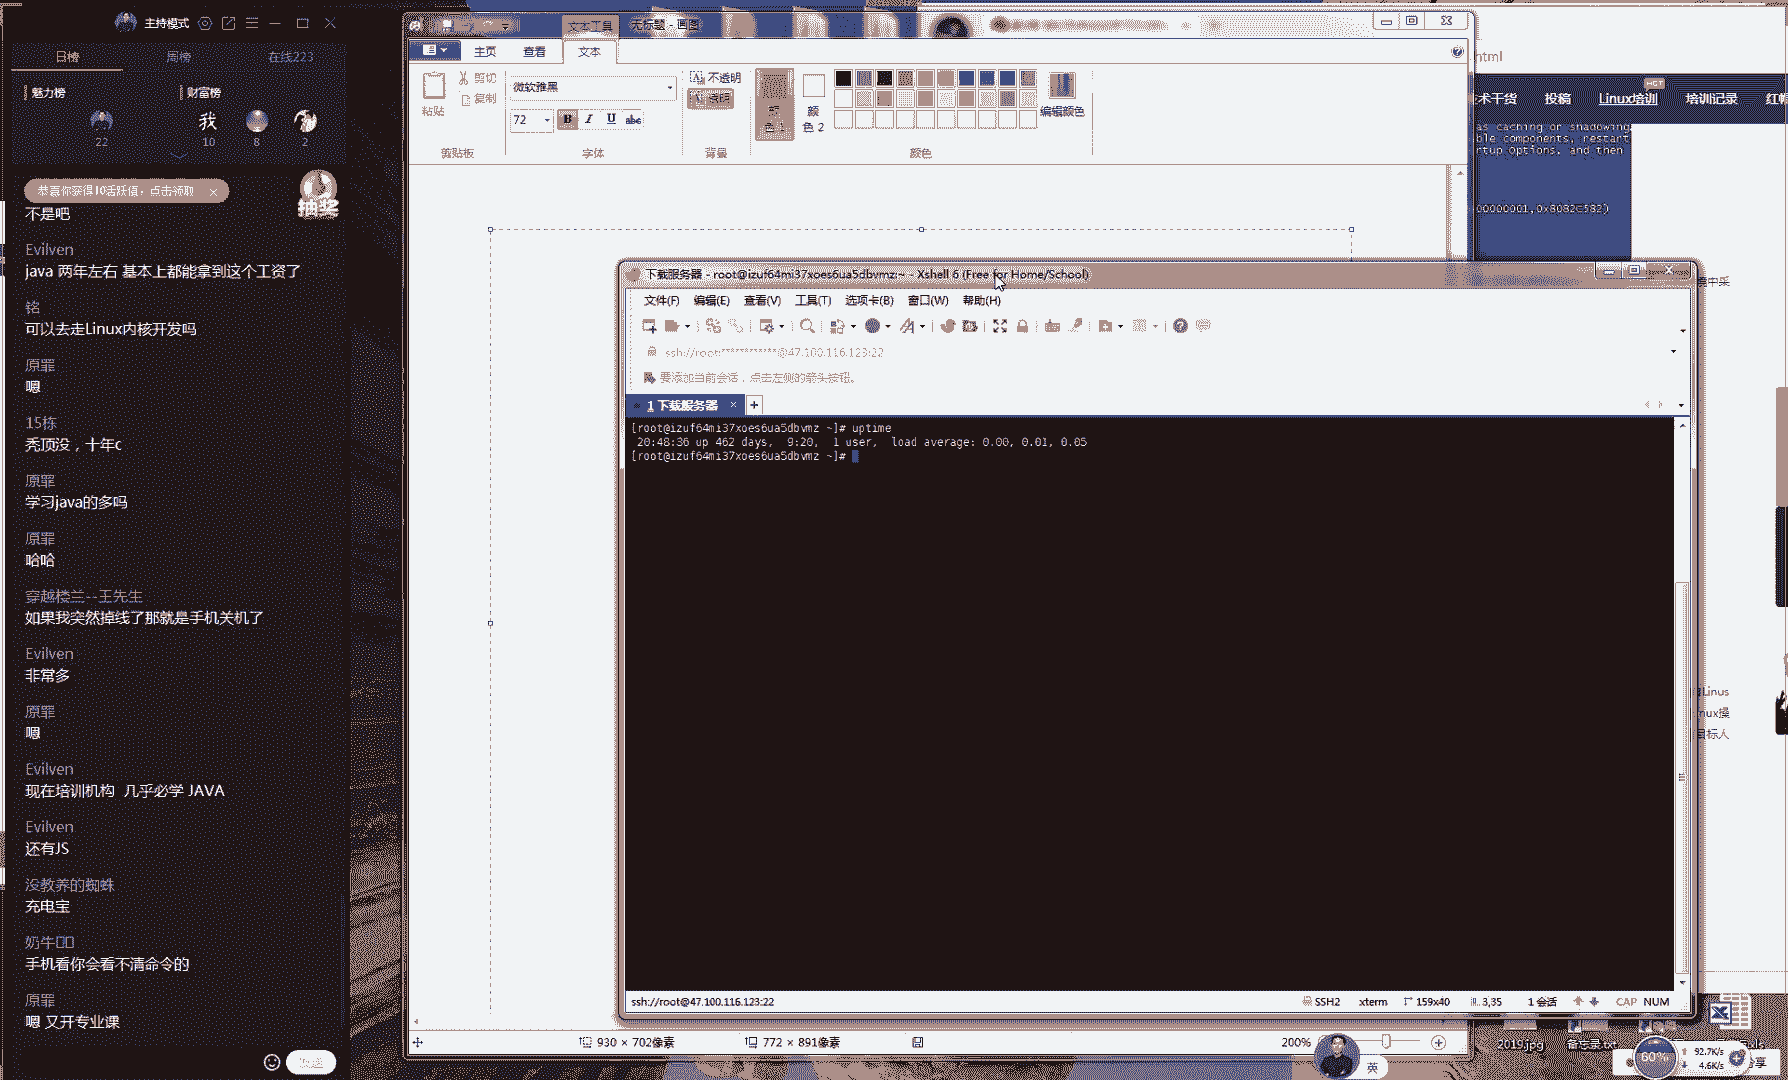 主持模式
日榜 周榜 在线223
魅力榜 财富榜
我
22 10 8 2
恭喜你获得10活跃值,点击领取 ×
抽奖
不是吧
Evilven
java 两年左右 基本上都能拿到这个工资了
铭
可以去走Linux内核开发吗
原罪
嗯
15栋
秃顶没，十年c
原罪
学习java的多吗
原罪
哈哈
穿越楼兰--王先生
如果我突然掉线了那就是手机关机了
Evilven
非常多
原罪
嗯
Evilven
现在培训机构 几乎必学 JAVA
Evilven
还有JS
没教养的蜘蛛
充电宝
奶牛
手机看你会看不清命令的
原罪
嗯 又开专业课
文本工具 无标题 - 画图
主页 查看 文本
粘贴 剪切 复制
微软雅黑
72 B I U abc
不透明
透明
颜色 1
颜色 2
编辑颜色
剪贴板 字体 背景 颜色
html
术干货 投稿 Linux培训 HOT 培训记录 红帽
as caching or shadowing.
ble components, restart
rtup Options, and then
00000001,0x8082C582)
下载服务器 - root@izuf64mi37xoes6ua5dbvmz:~ - Xshell 6 (Free for Home/School)
文件(F) 编辑(E) 查看(V) 工具(T) 选项卡(B) 窗口(W) 帮助(H)
ssh://root:***********@47.100.116.123:22
要添加当前会话，点击左侧的箭头按钮。
1 下载服务器 × +
[root@izuf64mi37xoes6ua5dbvmz ~]# uptime
20:48:36 up 462 days, 9:20, 1 user, load average: 0.00, 0.01, 0.05
[root@izuf64mi37xoes6ua5dbvmz ~]#
Linus
目标人
ssh://root@47.100.116.123:22 SSH2 xterm 159x40 3,35 1 会话 CAP NUM
930 × 702像素 772 × 891像素 200%
英
2019.jpg 备忘录.txt
60% 92.7K/s
4.6K/s